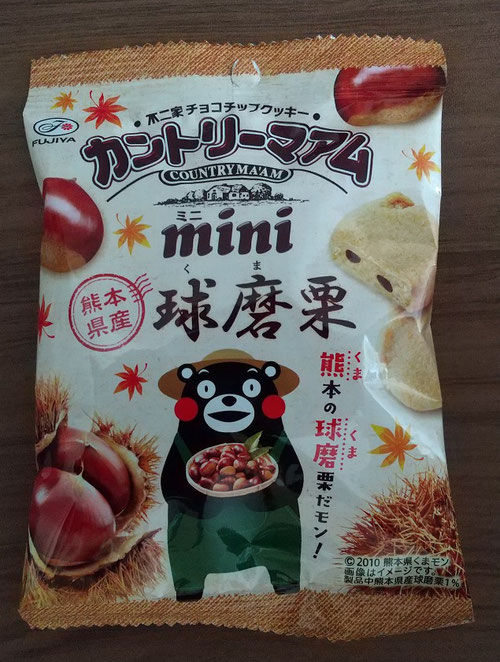 不二家 チョコチップクッキー
FUJIYA
カントリーマアム
COUNTRY MA'AM
ミニ
mini
くま
熊本
県産
球磨栗
くま
熊本の球磨栗だモン!
くま
©2010 熊本県くまモン
画像はイメージです。
製品中熊本県産球磨栗1%